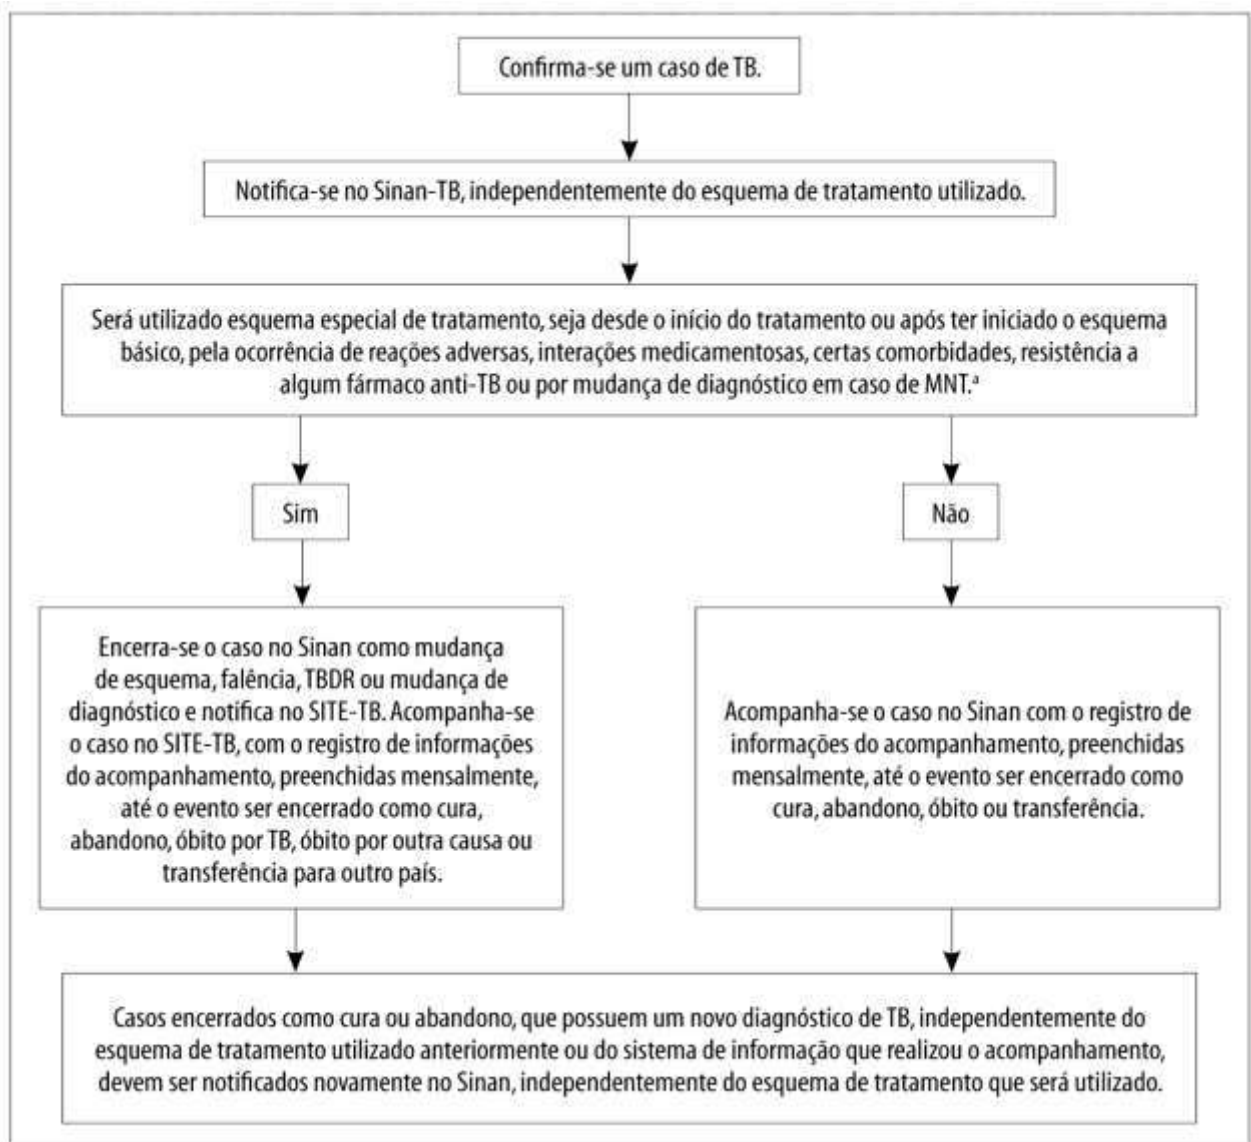 Confirma-se um caso de TB.
Notifica-se no Sinan-TB, independentemente do esquema de tratamento utilizado.
Será utilizado esquema especial de tratamento, seja desde o início do tratamento ou após ter iniciado o esquema
básico, pela ocorrência de reações adversas, interações medicamentosas, certas comorbidades, resistência a
algum fármaco anti-TB ou por mudança de diagnóstico em caso de MNT.ª
Sim
Não
Encerra-se o caso no Sinan como mudança
de esquema, falência, TBDR ou mudança de
diagnóstico e notifica no SITE-TB. Acompanha-se
o caso no SITE-TB, com o registro de informações
do acompanhamento, preenchidas mensalmente,
até o evento ser encerrado como cura,
abandono, óbito por TB, óbito por outra causa ou
transferência para outro país.
Acompanha-se o caso no Sinan com o registro de
informações do acompanhamento, preenchidas
mensalmente, até o evento ser encerrado como
cura, abandono, óbito ou transferência.
Casos encerrados como cura ou abandono, que possuem um novo diagnóstico de TB, independentemente do
esquema de tratamento utilizado anteriormente ou do sistema de informação que realizou o acompanhamento,
devem ser notificados novamente no Sinan, independentemente do esquema de tratamento que será utilizado.